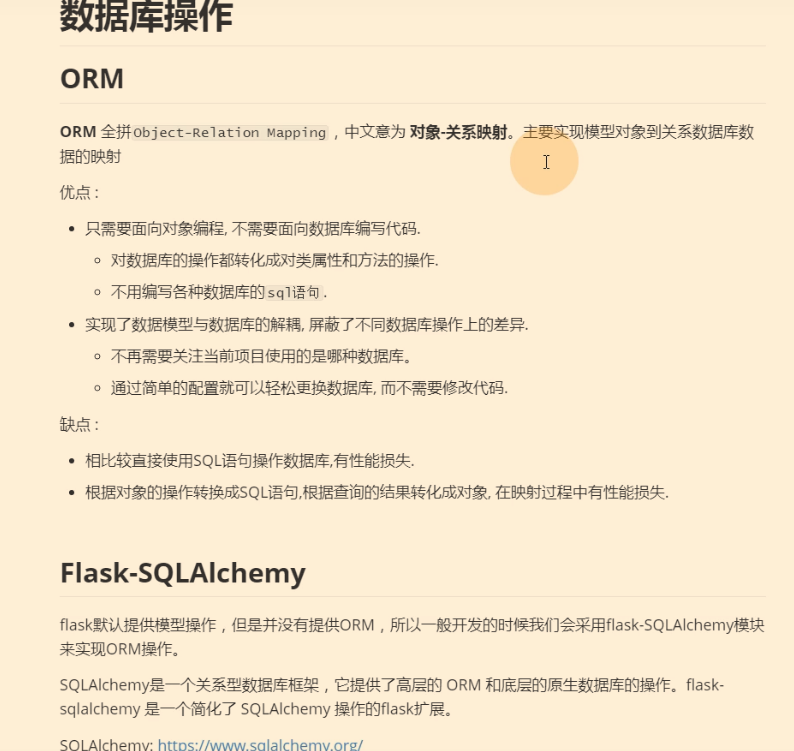 数据库操作
ORM
ORM 全拼Object-Relation Mapping，中文意为 对象-关系映射。主要实现模型对象到关系数据库数
据的映射
优点：
只需要面向对象编程, 不需要面向数据库编写代码.
对数据库的操作都转化成对类属性和方法的操作.
不用编写各种数据库的sql语句.
实现了数据模型与数据库的解耦, 屏蔽了不同数据库操作上的差异.
不再需要关注当前项目使用的是哪种数据库。
通过简单的配置就可以轻松更换数据库, 而不需要修改代码.
缺点：
相比较直接使用SQL语句操作数据库,有性能损失.
根据对象的操作转换成SQL语句,根据查询的结果转化成对象, 在映射过程中有性能损失.
Flask-SQLAlchemy
flask默认提供模型操作，但是并没有提供ORM，所以一般开发的时候我们会采用flask-SQLAlchemy模块
来实现ORM操作。
SQLAlchemy是一个关系型数据库框架，它提供了高层的 ORM 和底层的原生数据库的操作。flask-
sqlalchemy 是一个简化了 SQLAlchemy 操作的flask扩展。
SQLAlchemy: https://www.sqlalchemy.org/